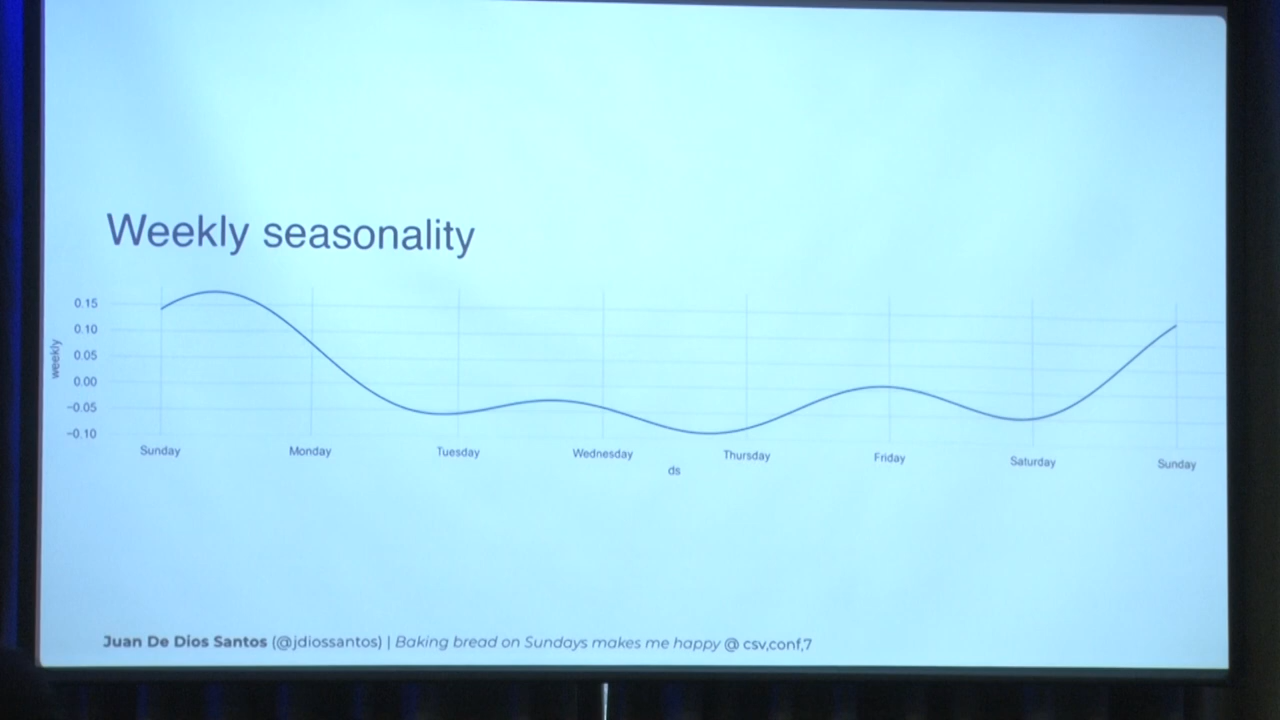 Weekly seasonality
0.15
0.10
0.05
0.00
−0.05
−0.10
weekly
Sunday Monday Tuesday Wednesday Thursday Friday Saturday Sunday
ds
Juan De Dios Santos (@jdiossantos) | Baking bread on Sundays makes me happy @ csv,conf,7